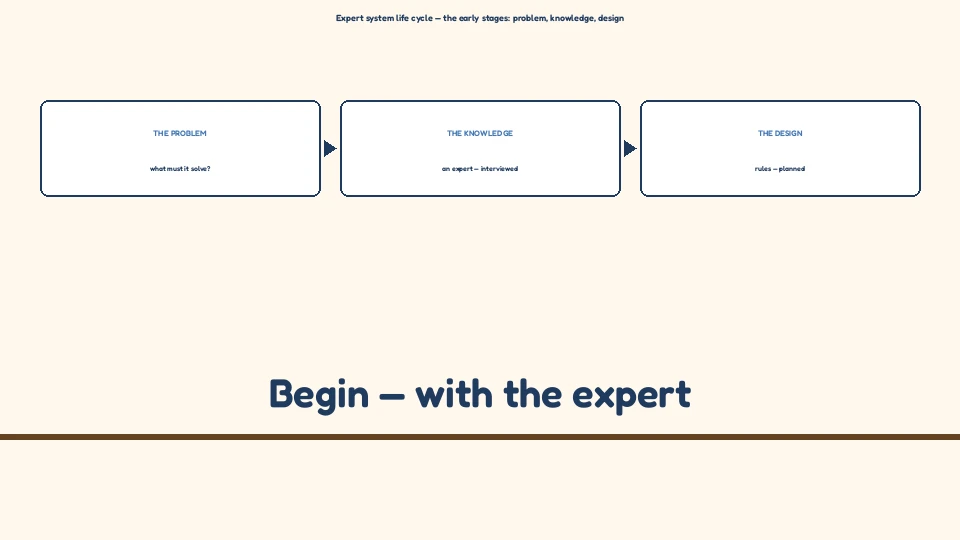 Expert system life cycle — the early stages: problem, knowledge, design
THE PROBLEM
what must it solve?
THE KNOWLEDGE
an expert — interviewed
THE DESIGN
rules — planned
Begin — with the expert